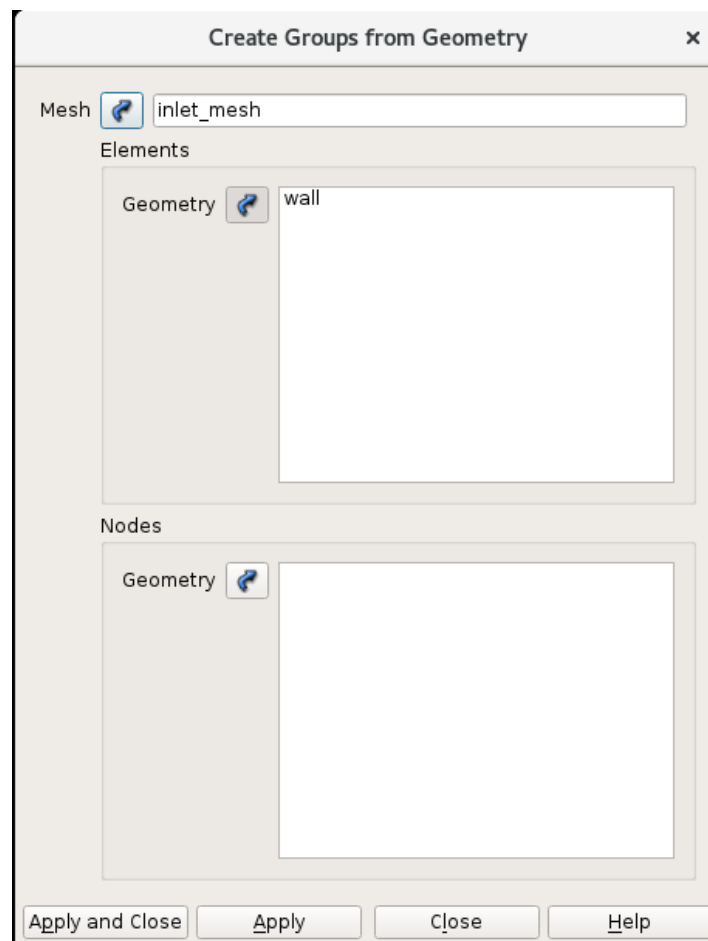 Create Groups from Geometry ×
Mesh inlet_mesh
Elements
Geometry wall
Nodes
Geometry
Apply and Close Apply Close Help